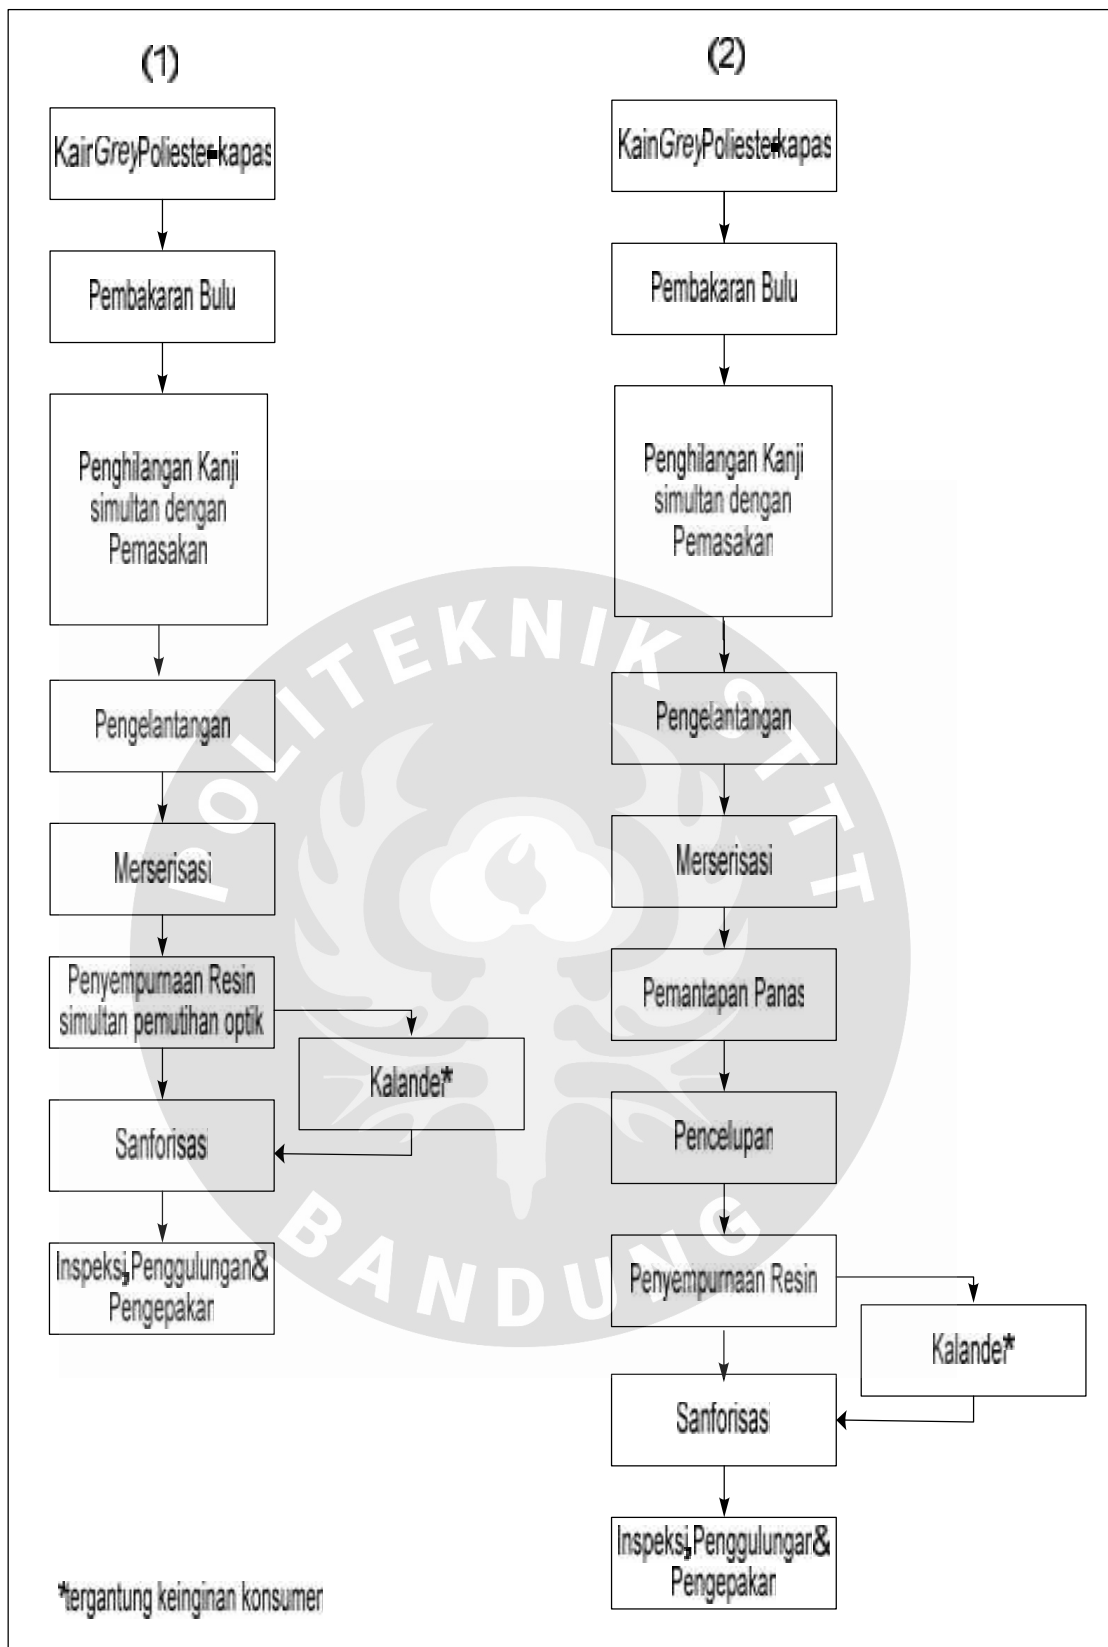 (1)
Kain Grey Poliester-kapas
Pembakaran Bulu
Penghilangan Kanji
simultan dengan
Pemasakan
Pengelantangan
Merserisasi
Penyempurnaan Resin
simultan pemutihan optik
Kalander*
Sanforisasi
Inspeksi, Penggulungan &
Pengepakan
*tergantung keinginan konsumen
(2)
Kain Grey Poliester-kapas
Pembakaran Bulu
Penghilangan Kanji
simultan dengan
Pemasakan
Pengelantangan
Merserisasi
Pemantapan Panas
Pencelupan
Penyempurnaan Resin
Kalander*
Sanforisasi
Inspeksi, Penggulungan &
Pengepakan
POLITEKNIK STTT
BANDUNG